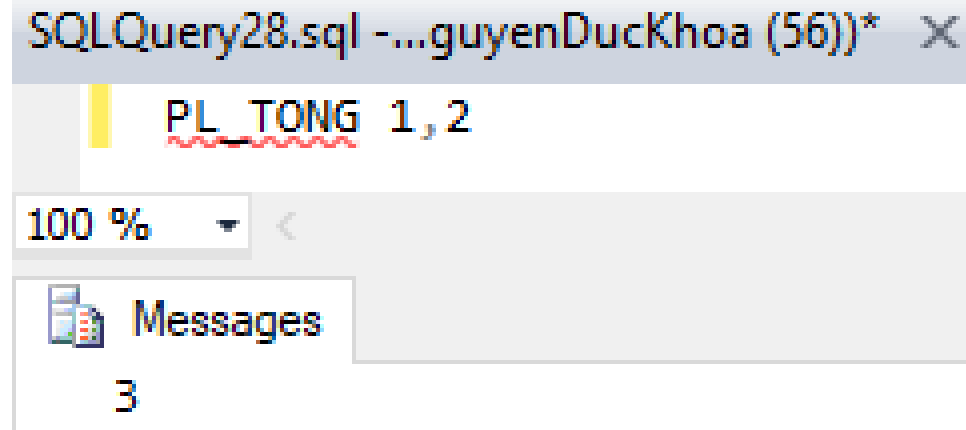 SQLQuery28.sql -...guyenDucKhoa (56))*
PL_TONG 1,2
100 %
Messages
3